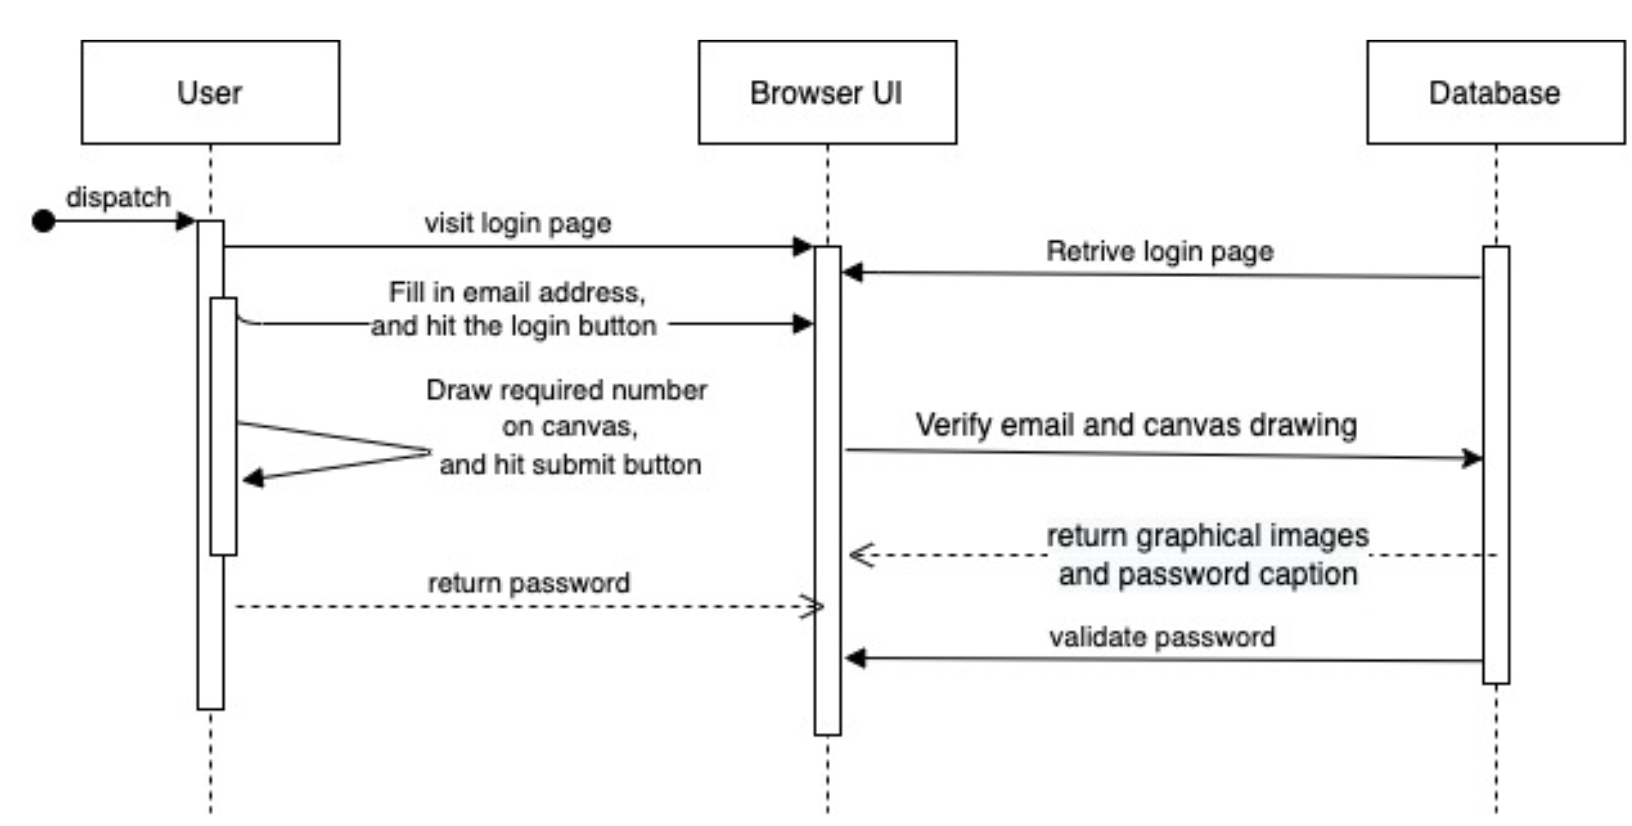 User
Browser UI
Database
dispatch
visit login page
Retrive login page
Fill in email address,
and hit the login button
Draw required number
on canvas,
and hit submit button
Verify email and canvas drawing
return graphical images
and password caption
return password
validate password